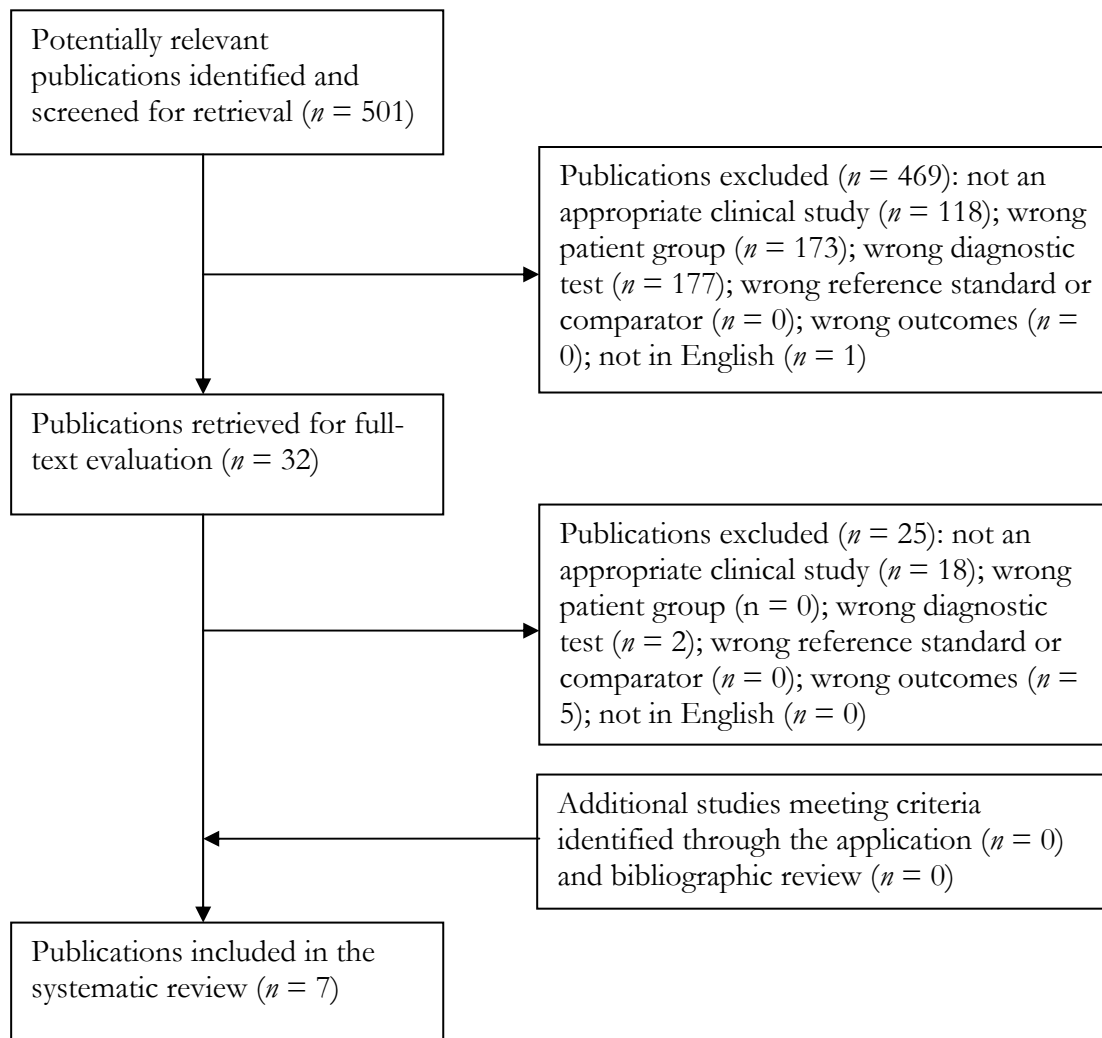 Potentially relevant
publications identified and
screened for retrieval (n = 501)
Publications excluded (n = 469): not an
appropriate clinical study (n = 118); wrong
patient group (n = 173); wrong diagnostic
test (n = 177); wrong reference standard or
comparator (n = 0); wrong outcomes (n =
0); not in English (n = 1)
Publications retrieved for full-
text evaluation (n = 32)
Publications excluded (n = 25): not an
appropriate clinical study (n = 18); wrong
patient group (n = 0); wrong diagnostic
test (n = 2); wrong reference standard or
comparator (n = 0); wrong outcomes (n =
5); not in English (n = 0)
Additional studies meeting criteria
identified through the application (n = 0)
and bibliographic review (n = 0)
Publications included in the
systematic review (n = 7)